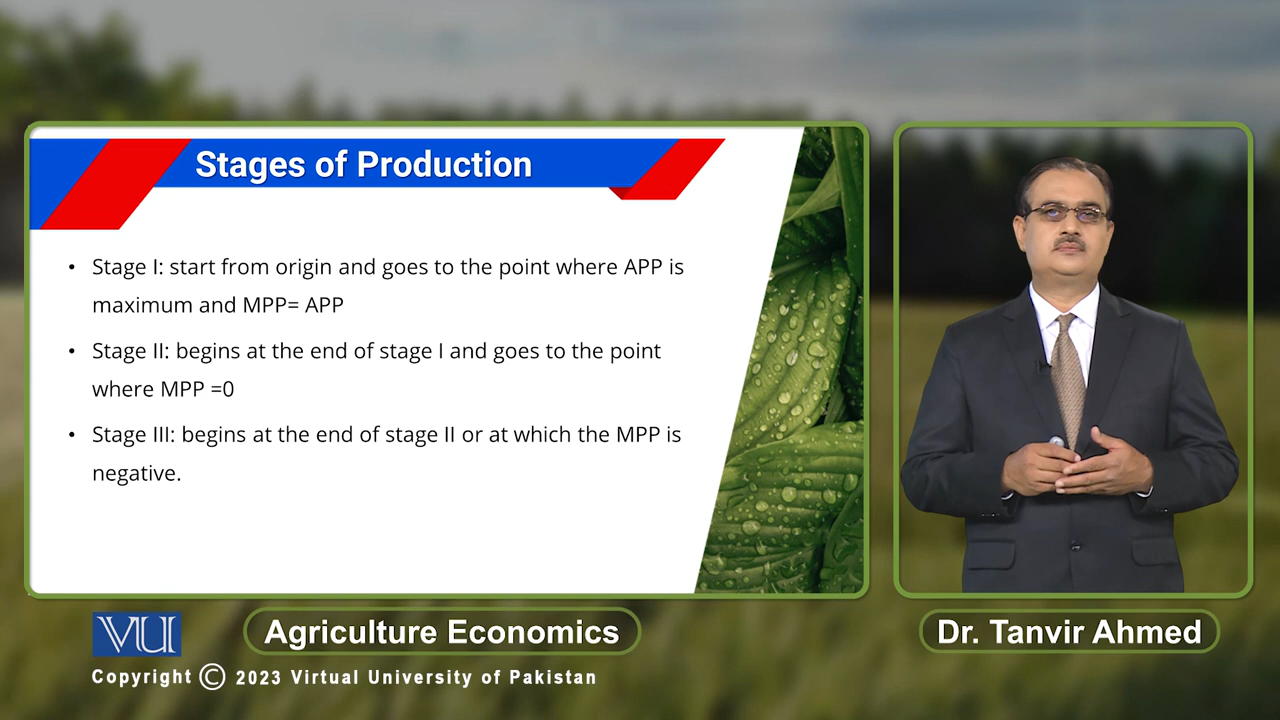 Stages of Production
• Stage I: start from origin and goes to the point where APP is
maximum and MPP= APP
• Stage II: begins at the end of stage I and goes to the point
where MPP =0
• Stage III: begins at the end of stage II or at which the MPP is
negative.
VU
Agriculture Economics
Dr. Tanvir Ahmed
Copyright © 2023 Virtual University of Pakistan